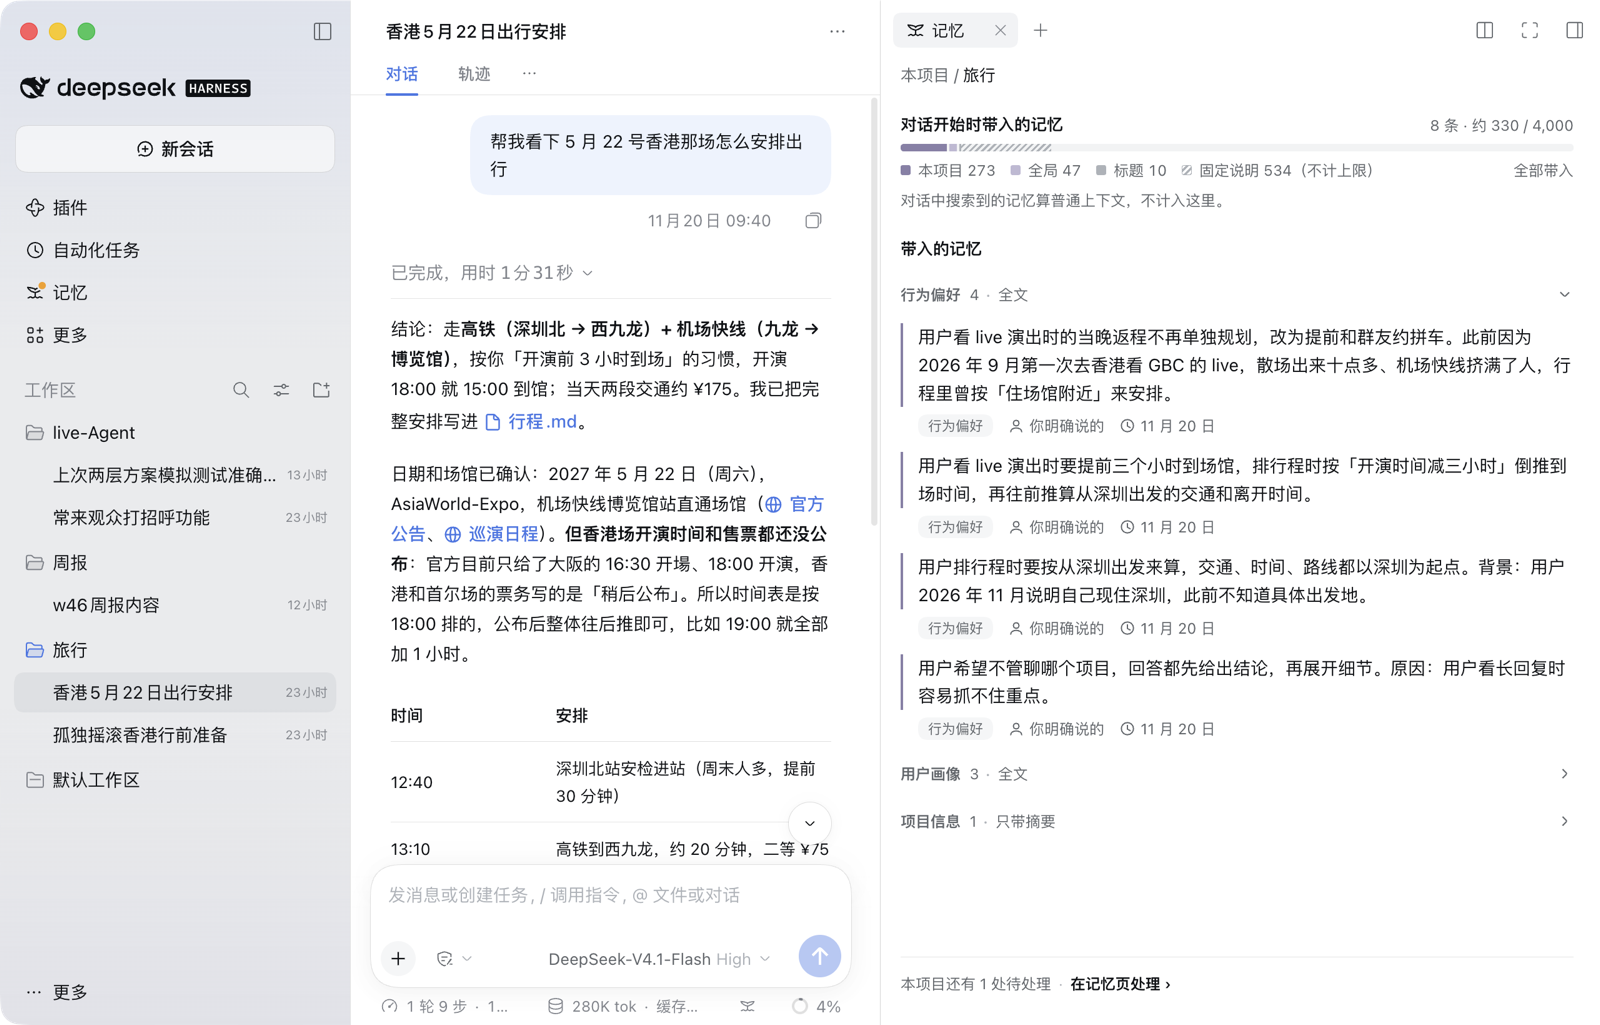 deepseek HARNESS
新会话
插件
自动化任务
记忆
更多
工作区
live-Agent
上次两层方案模拟测试准确... 13小时
常来观众打招呼功能 23小时
周报
w46周报内容 12小时
旅行
香港5月22日出行安排 23小时
孤独摇滚香港行前准备 23小时
默认工作区
··· 更多
香港5月22日出行安排 ···
对话 轨迹 ···
帮我看下 5 月 22 号香港那场怎么安排出
行
11月20日 09:40
已完成，用时 1分31秒
结论：走高铁（深圳北 → 西九龙）+ 机场快线（九龙 →
博览馆），按你「开演前 3 小时到场」的习惯，开演
18:00 就 15:00 到馆；当天两段交通约 ¥175。我已把完
整安排写进 行程.md。
日期和场馆已确认：2027 年 5 月 22 日（周六），
AsiaWorld-Expo，机场快线博览馆站直通场馆（官方
公告、巡演日程）。但香港场开演时间和售票都还没公
布：官方目前只给了大阪的 16:30 开場、18:00 开演，香
港和首尔场的票务写的是「稍后公布」。所以时间表是按
18:00 排的，公布后整体往后推即可，比如 19:00 就全部
加 1 小时。
时间 安排
12:40 深圳北站安检进站（周末人多，提前
30 分钟）
13:10 高铁到西九龙，约 20 分钟，二等 ¥75
发消息或创建任务, / 调用指令, @ 文件或对话
DeepSeek-V4.1-Flash High
1 轮 9 步 · 1... 280K tok · 缓存... 4%
记忆
本项目 / 旅行
对话开始时带入的记忆 8 条 · 约 330 / 4,000
本项目 273 全局 47 标题 10 固定说明 534（不计上限） 全部带入
对话中搜索到的记忆算普通上下文，不计入这里。
带入的记忆
行为偏好 4 · 全文
用户看 live 演出时的当晚返程不再单独规划，改为提前和群友约拼车。此前因为
2026 年 9 月第一次去香港看 GBC 的 live，散场出来十点多、机场快线挤满了人，行
程里曾按「住场馆附近」来安排。
行为偏好 你明确说的 11 月 20 日
用户看 live 演出时要提前三个小时到场馆，排行程时按「开演时间减三小时」倒推到
场时间，再往前推算从深圳出发的交通和离开时间。
行为偏好 你明确说的 11 月 20 日
用户排行程时要按从深圳出发来算，交通、时间、路线都以深圳为起点。背景：用户
2026 年 11 月说明自己现住深圳，此前不知道具体出发地。
行为偏好 你明确说的 11 月 20 日
用户希望不管聊哪个项目，回答都先给出结论，再展开细节。原因：用户看长回复时
容易抓不住重点。
行为偏好 你明确说的 11 月 20 日
用户画像 3 · 全文
项目信息 1 · 只带摘要
本项目还有 1 处待处理 · 在记忆页处理 ›